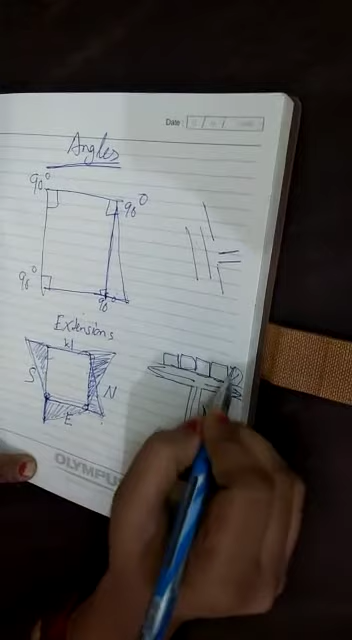 Date :
Angles
90°
90°
90°
90
Extensions
S
N
E
OLYMPUS